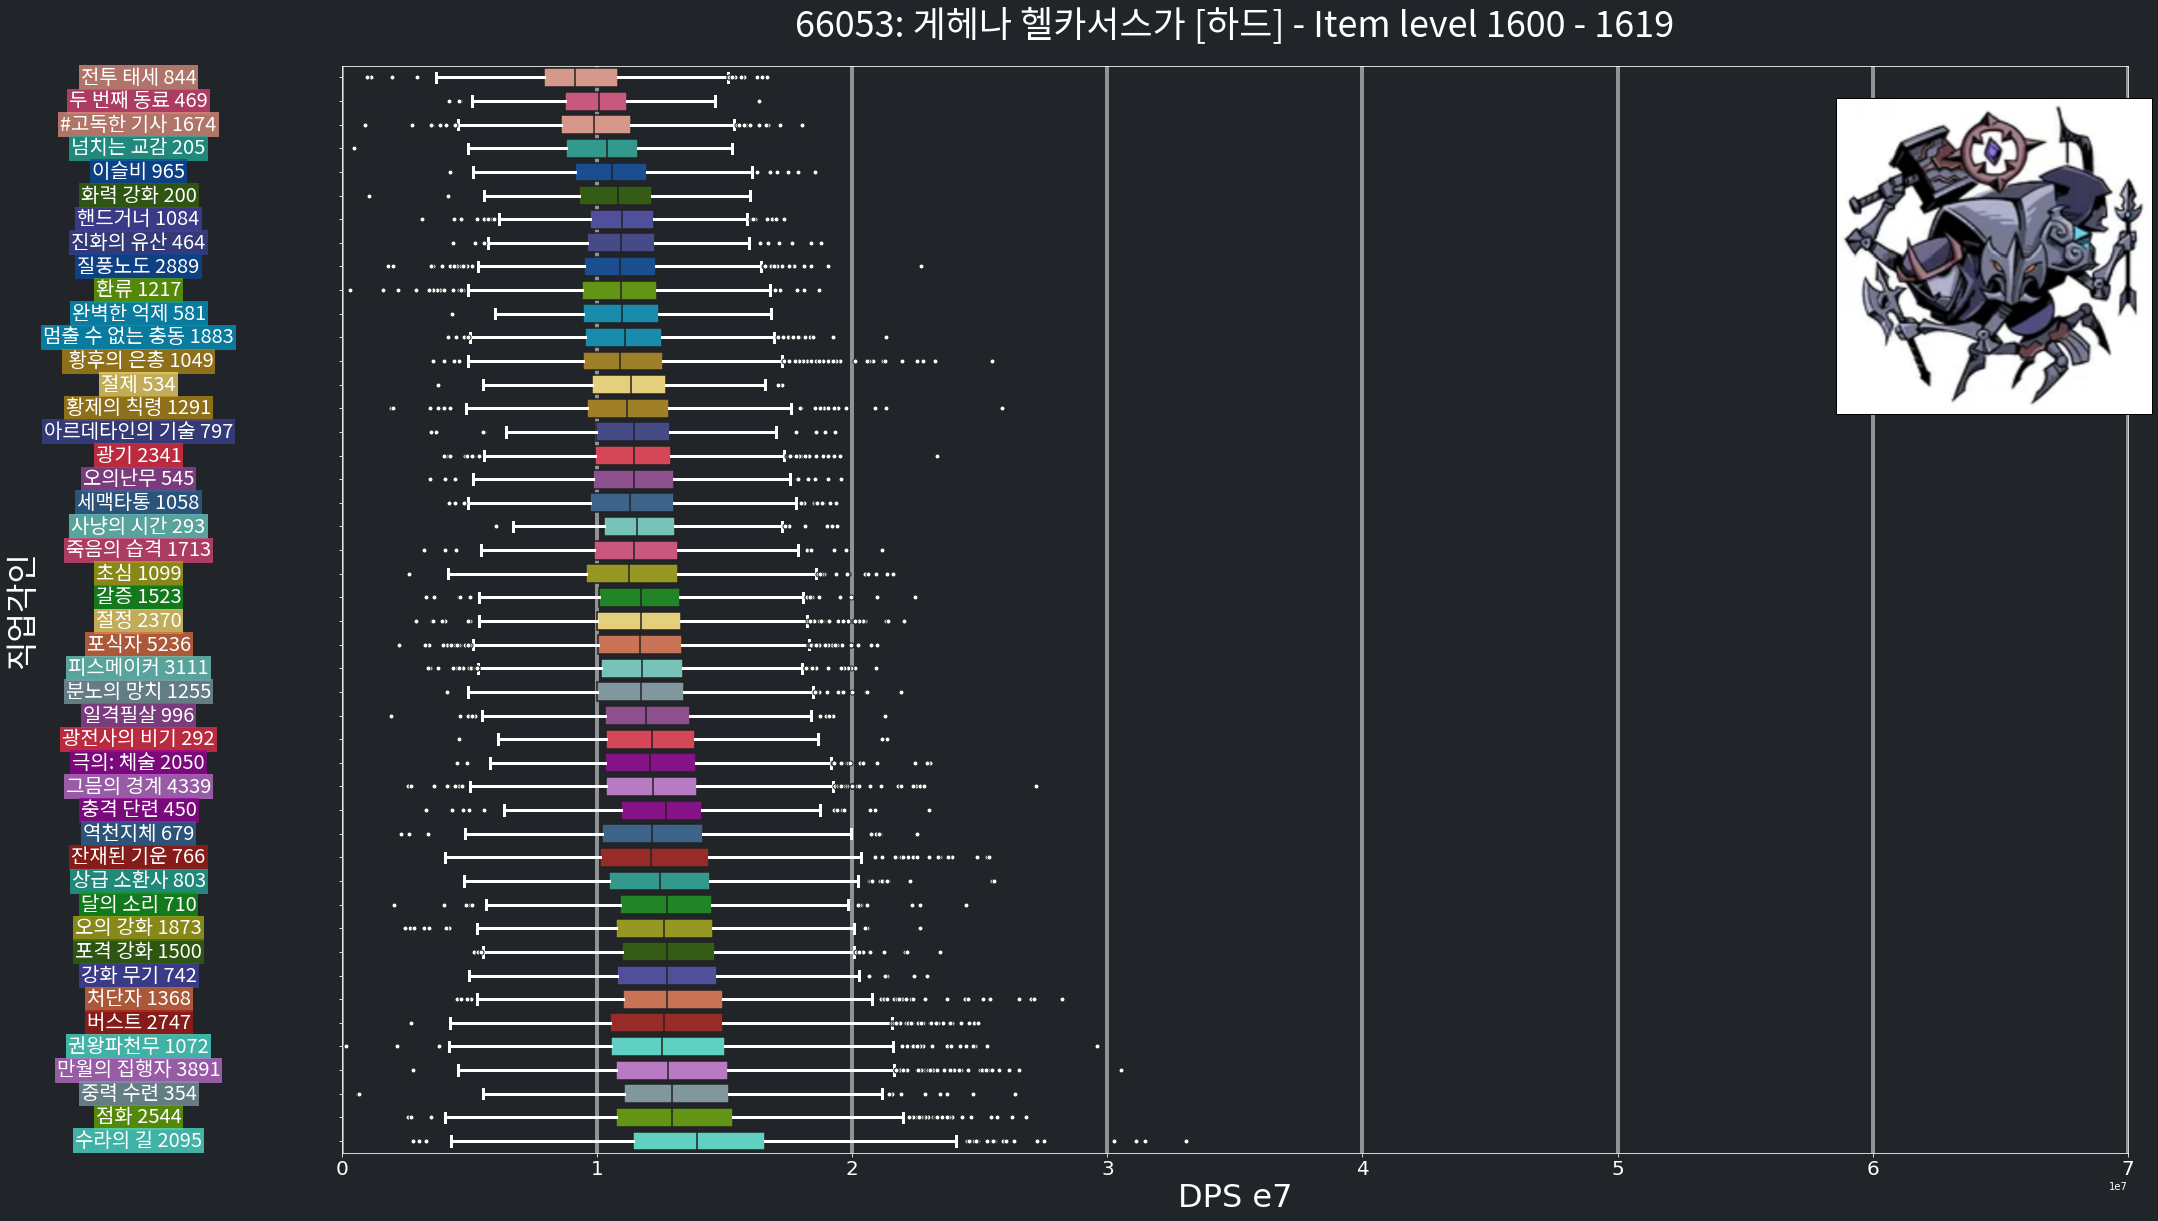 66053: 게헤나 헬카서스가 [하드] - Item level 1600 - 1619
전투 태세 844
두 번째 동료 469
#고독한 기사 1674
넘치는 교감 205
이슬비 965
화력 강화 200
핸드거너 1084
진화의 유산 464
질풍노도 2889
환류 1217
완벽한 억제 581
멈출 수 없는 충동 1883
황후의 은총 1049
절제 534
황제의 칙령 1291
아르데타인의 기술 797
광기 2341
오의난무 545
세맥타통 1058
사냥의 시간 293
죽음의 습격 1713
초심 1099
갈증 1523
절정 2370
포식자 5236
피스메이커 3111
분노의 망치 1255
일격필살 996
광전사의 비기 292
극의: 체술 2050
그믐의 경계 4339
충격 단련 450
역천지체 679
잔재된 기운 766
상급 소환사 803
달의 소리 710
오의 강화 1873
포격 강화 1500
강화 무기 742
처단자 1368
버스트 2747
권왕파천무 1072
만월의 집행자 3891
중력 수련 354
점화 2544
수라의 길 2095
직업각인
0 1 2 3 4 5 6 7
1e7
DPS e7